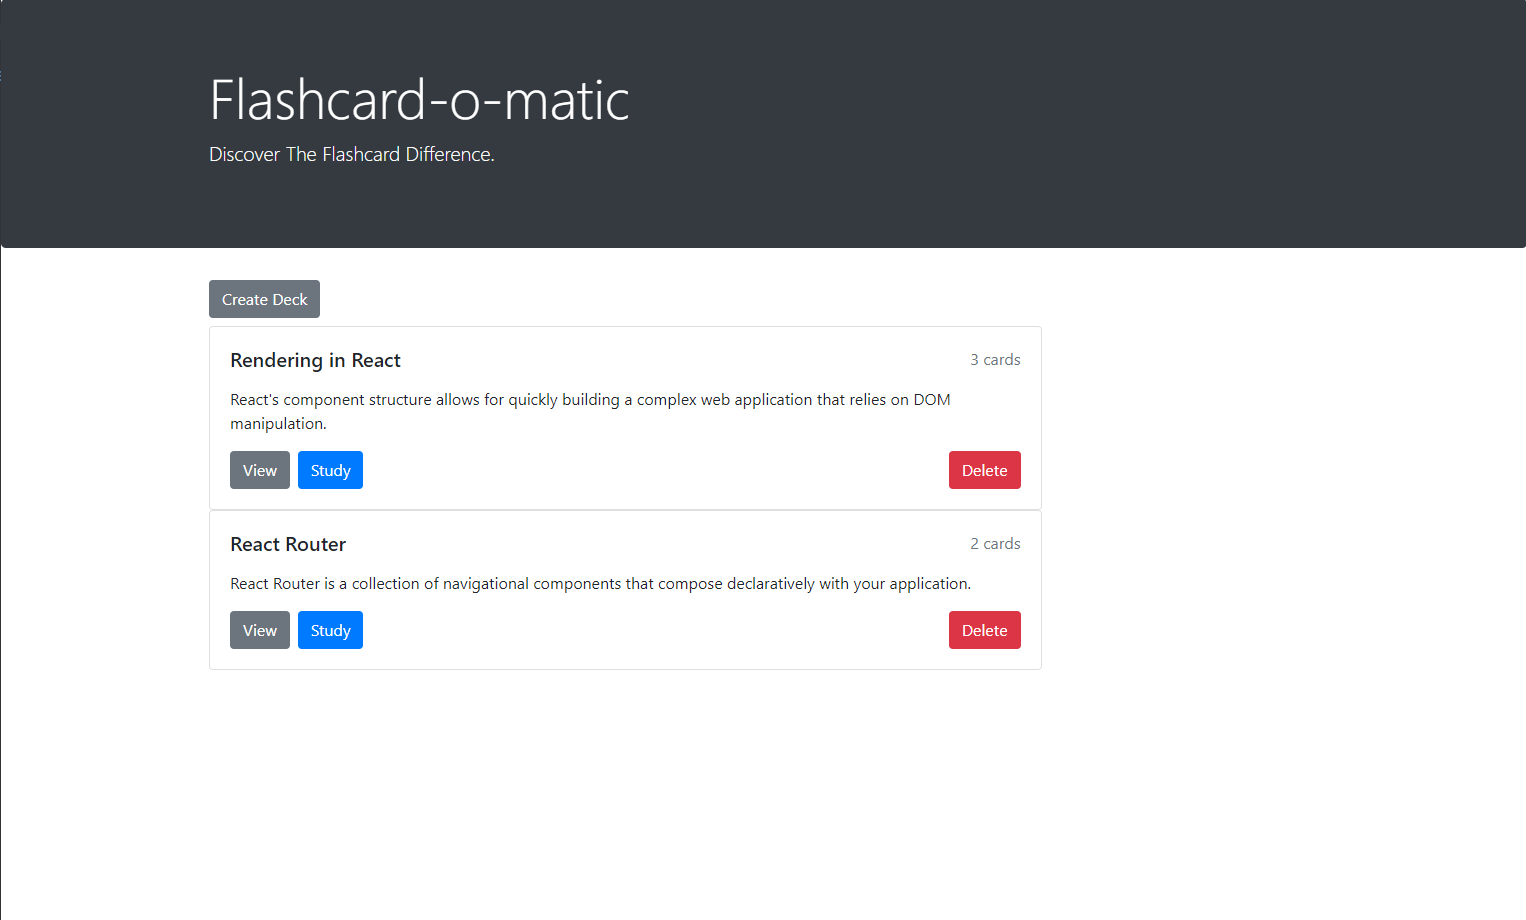 Flashcard-o-matic
Discover The Flashcard Difference.
Create Deck
Rendering in React
3 cards
React's component structure allows for quickly building a complex web application that relies on DOM
manipulation.
View
Study
Delete
React Router
2 cards
React Router is a collection of navigational components that compose declaratively with your application.
View
Study
Delete